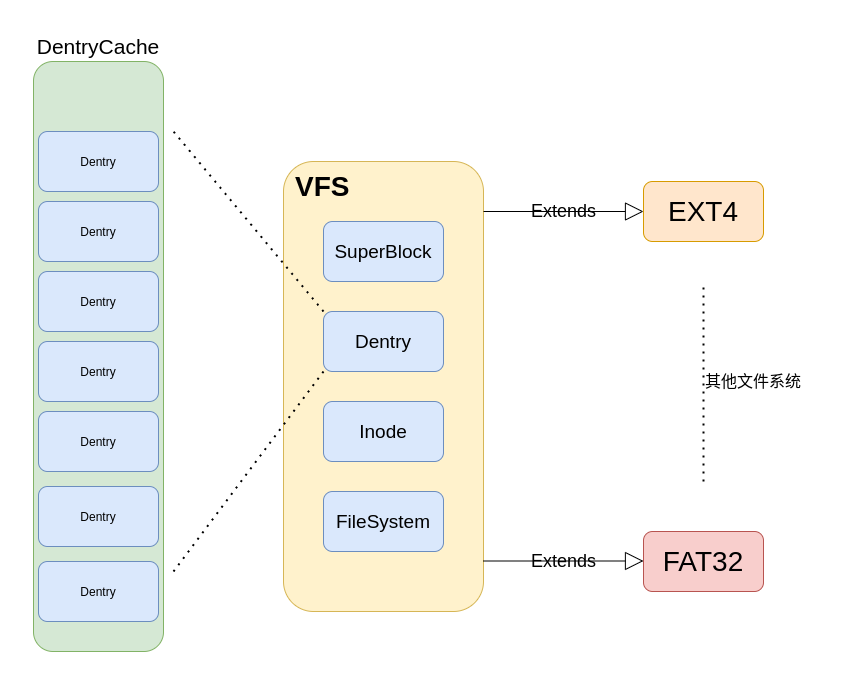 DentryCache
Dentry
Dentry
Dentry
Dentry
Dentry
Dentry
Dentry
VFS
SuperBlock
Dentry
Inode
FileSystem
Extends
Extends
EXT4
其他文件系统
FAT32